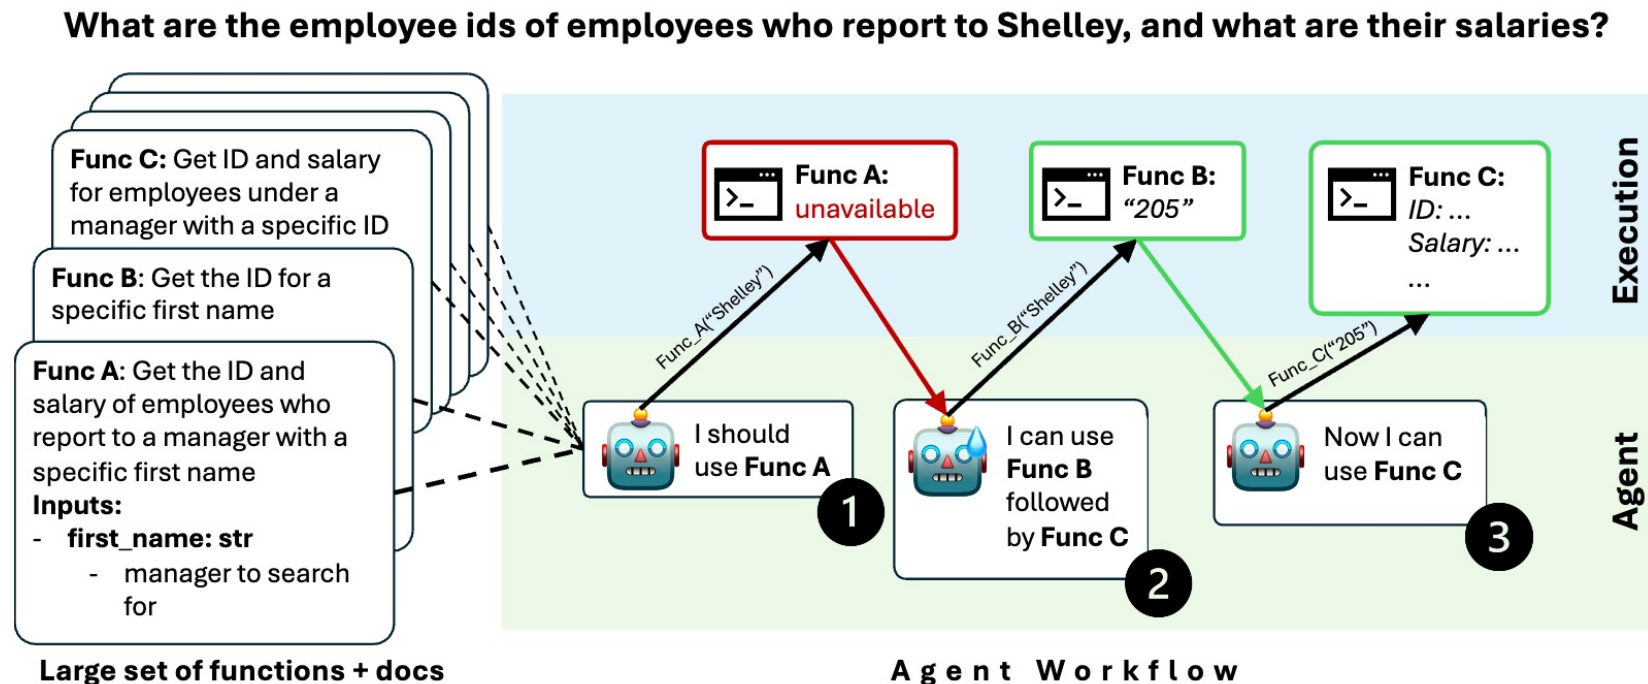 What are the employee ids of employees who report to Shelley, and what are their salaries?
Func C: Get ID and salary
for employees under a
manager with a specific ID
Func B: Get the ID for a
specific first name
Func A: Get the ID and
salary of employees who
report to a manager with a
specific first name
Inputs:
- first_name: str
- manager to search
for
Large set of functions + docs
Func A:
unavailable
Func B:
“205”
Func C:
ID: ...
Salary: ...
...
Execution
Func_A(“Shelley”)
Func_B(“Shelley”)
Func_C(“205”)
I should
use Func A
1
I can use
Func B
followed
by Func C
2
Now I can
use Func C
3
Agent
Agent Workflow